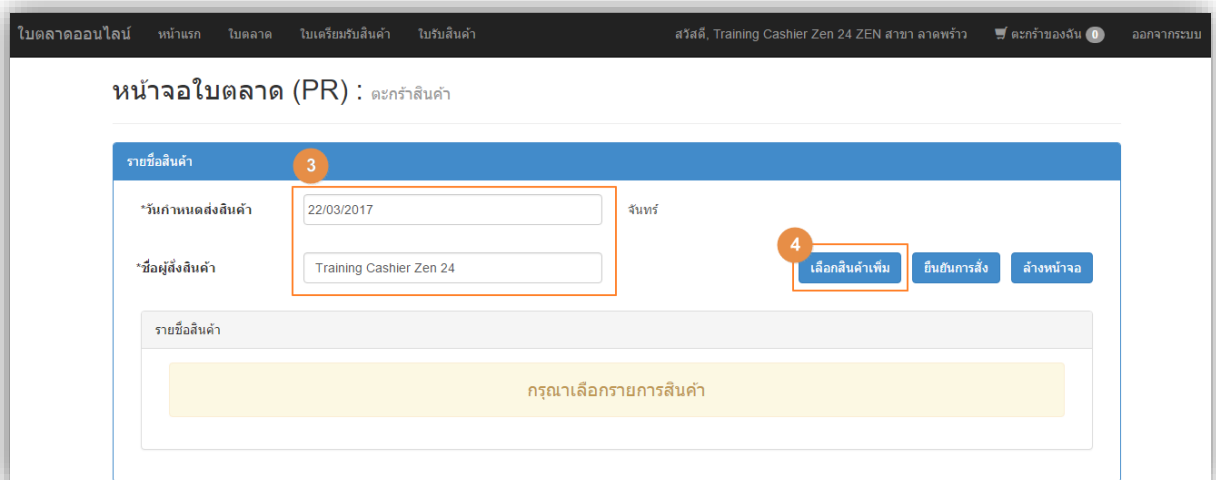 ใบตลาดออนไลน์ หน้าแรก ใบตลาด ใบเตรียมรับสินค้า ใบรับสินค้า สวัสดี, Training Cashier Zen 24 ZEN สาขา ลาดพร้าว ตะกร้าของฉัน 0 ออกจากระบบ
หน้าจอใบตลาด (PR) : ตะกร้าสินค้า
รายชื่อสินค้า
3
*วันกำหนดส่งสินค้า 22/03/2017 จันทร์
4
*ชื่อผู้สั่งสินค้า Training Cashier Zen 24 เลือกสินค้าเพิ่ม ยืนยันการสั่ง ล้างหน้าจอ
รายชื่อสินค้า
กรุณาเลือกรายการสินค้า